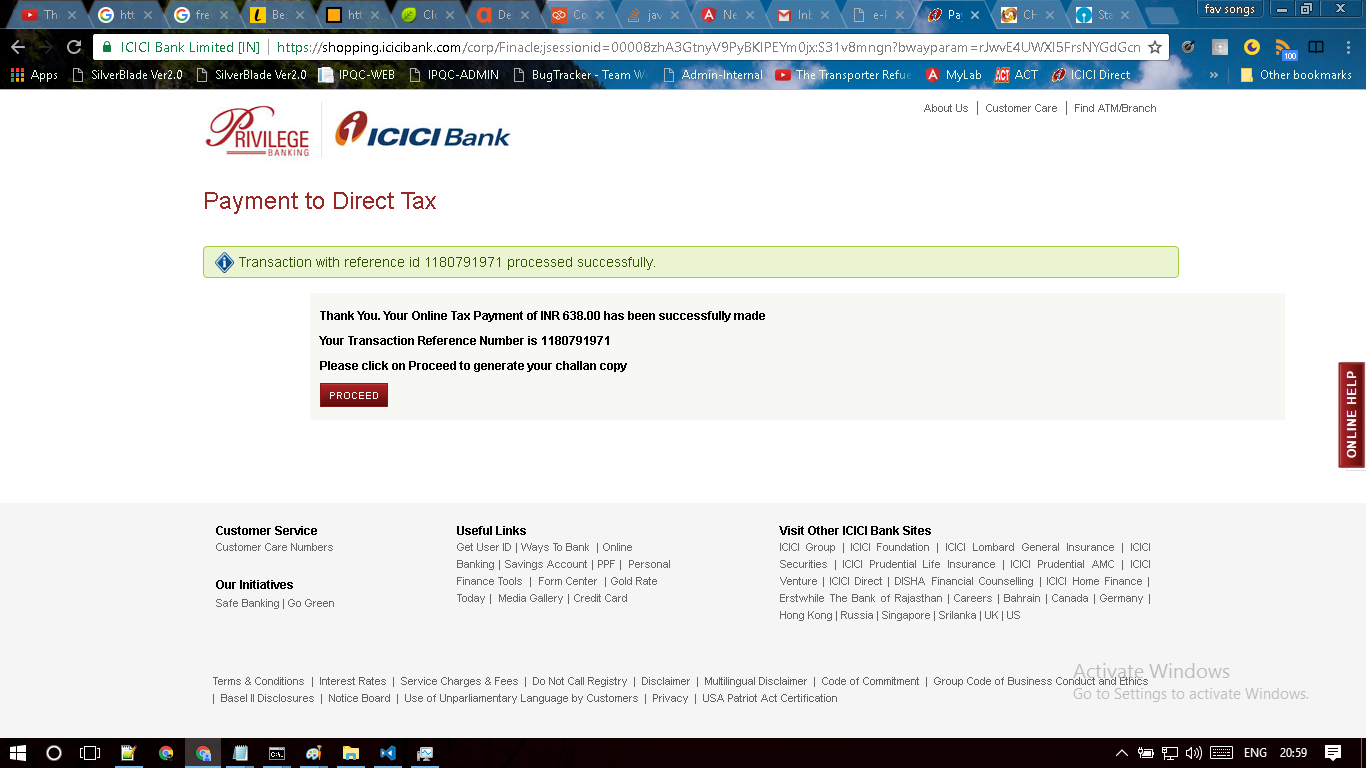 Th
htt
fre
Be
htt
Clo
De
Co
jav
Ne
Inb
e-F
Pay
CH
Sta
fav songs
ICICI Bank Limited [IN] https://shopping.icicibank.com/corp/Finacle;jsessionid=
Apps SilverBlade Ver2.0 SilverBlade Ver2.0 IPQC-WEB IPQC-ADMIN BugTracker - Team W Admin-Internal The Transporter Refue MyLab ACT ACT ICICI Direct » Other bookmarks
100
About Us Customer Care Find ATM/Branch
PRIVILEGE
BANKING
ICICI Bank
Payment to Direct Tax
Transaction with reference id 1180791971 processed successfully.
Thank You. Your Online Tax Payment of INR 638.00 has been successfully made
Your Transaction Reference Number is 1180791971
Please click on Proceed to generate your challan copy
PROCEED
ONLINE HELP
Customer Service
Customer Care Numbers
Our Initiatives
Safe Banking | Go Green
Useful Links
Get User ID | Ways To Bank | Online
Banking | Savings Account | PPF | Personal
Finance Tools | Form Center | Gold Rate
Today | Media Gallery | Credit Card
Visit Other ICICI Bank Sites
ICICI Group | ICICI Foundation | ICICI Lombard General Insurance | ICICI
Securities | ICICI Prudential Life Insurance | ICICI Prudential AMC | ICICI
Venture | ICICI Direct | DISHA Financial Counselling | ICICI Home Finance |
Erstwhile The Bank of Rajasthan | Careers | Bahrain | Canada | Germany |
Hong Kong | Russia | Singapore | Srilanka | UK | US
Terms & Conditions | Interest Rates | Service Charges & Fees | Do Not Call Registry | Disclaimer | Multilingual Disclaimer | Code of Commitment | Group Code of Business Conduct and Ethics
| Basel II Disclosures | Notice Board | Use of Unparliamentary Language by Customers | Privacy | USA Patriot Act Certification
Activate Windows
Go to Settings to activate Windows.
ENG 20:59